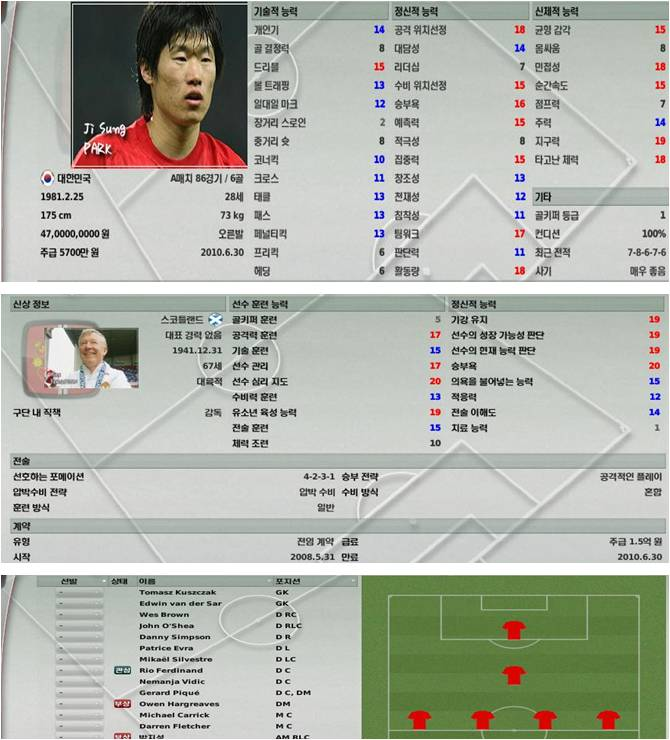 기술적 능력 정신적 능력 신체적 능력
개인기 14 공격 위치선정 18 균형 감각 15
골 결정력 8 대담성 14 몸싸움 8
드리블 15 리더십 7 민첩성 18
볼 트래핑 13 수비 위치선정 15 순간속도 15
일대일 마크 12 승부욕 16 점프력 7
장거리 스로인 2 예측력 15 주력 14
중거리 슛 8 적극성 8 지구력 19
코너킥 10 집중력 15 타고난 체력 18
Ji Sung
PARK
대한민국 A매치 86경기 / 6골 크로스 11 창조성 13
1981.2.25 28세 태클 13 천재성 12 기타
175 cm 73 kg 패스 13 침착성 11 골키퍼 등급 1
47,0000,0000 원 오른발 페널티킥 13 팀워크 17 컨디션 100%
주급 5700만 원 2010.6.30 프리킥 6 판단력 11 최근 전적 7-8-6-7-6
헤딩 6 활동량 18 사기 매우 좋음
신상 정보 선수 훈련 능력 정신적 능력
스코틀랜드 골키퍼 훈련 5 기강 유지 19
대표 경력 없음 공격력 훈련 17 선수의 성장 가능성 판단 19
1941.12.31 기술 훈련 15 선수의 현재 능력 판단 19
67세 선수 관리 17 승부욕 20
대륙적 선수 심리 지도 20 의욕을 불어넣는 능력 15
수비력 훈련 13 적응력 12
구단 내 직책 감독 유소년 육성 능력 19 전술 이해도 14
전술 훈련 15 치료 능력 1
체력 조련 10
전술
선호하는 포메이션 4-2-3-1 승부 전략 공격적인 플레이
압박수비 전략 압박 수비 수비 방식 혼합
훈련 방식 일반
계약
유형 전임 계약 급료 주급 1.5억 원
시작 2008.5.31 만료 2010.6.30
선발 상태 이름 포지션
Tomasz Kuszczak GK
Edwin van der Sar GK
Wes Brown D RC
John O'Shea D RLC
Danny Simpson D R
Patrice Evra D L
Mikaël Silvestre D LC
관심 Rio Ferdinand D C
Nemanja Vidic D C
Gerard Piqué D C, DM
부상 Owen Hargreaves DM
Michael Carrick M C
Darren Fletcher M C
부상 박지성 AM RLC